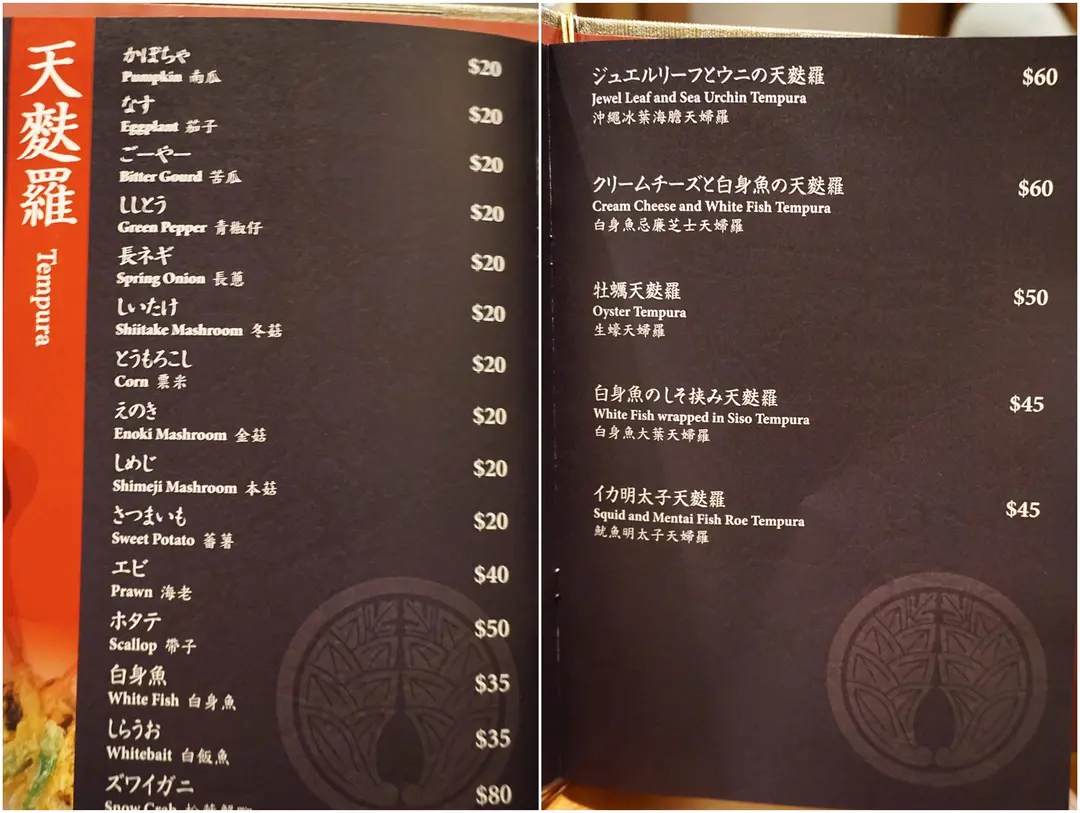 天麩羅
Tempura
かぼちゃ
Pumpkin 南瓜
$20
なす
Eggplant 茄子
$20
ごーやー
Bitter Gourd 苦瓜
$20
ししとう
Green Pepper 青椒仔
$20
長ネギ
Spring Onion 長蔥
$20
しいたけ
Shiitake Mashroom 冬菇
$20
とうもろこし
Corn 粟米
$20
えのき
Enoki Mashroom 金菇
$20
しめじ
Shimeji Mashroom 本菇
$20
さつまいも
Sweet Potato 蕃薯
$20
エビ
Prawn 海老
$40
ホタテ
Scallop 帶子
$50
白身魚
White Fish 白身魚
$35
しらうお
Whitebait 白飯魚
$35
ズワイガニ
Snow Crab
$80
ジュエルリーフとウニの天麩羅
Jewel Leaf and Sea Urchin Tempura
沖繩冰葉海膽天婦羅
$60
クリームチーズと白身魚の天麩羅
Cream Cheese and White Fish Tempura
白身魚忌廉芝士天婦羅
$60
牡蠣天麩羅
Oyster Tempura
生蠔天婦羅
$50
白身魚のしそ挟み天麩羅
White Fish wrapped in Siso Tempura
白身魚大葉天婦羅
$45
イカ明太子天麩羅
Squid and Mentai Fish Roe Tempura
魷魚明太子天婦羅
$45